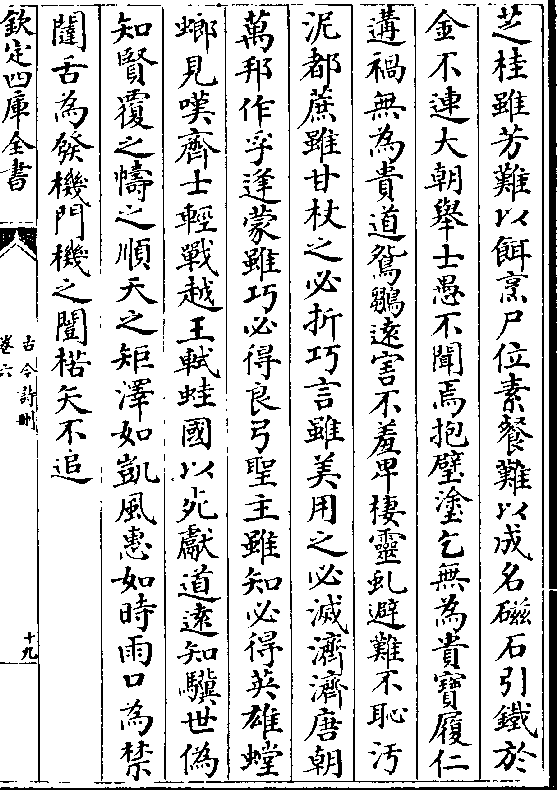 芝桂雖芳難以餌烹尸位素餐難以成名磁石引鐵於
金不連大朝舉士愚不聞焉抱璧塗乞無為貴寶履仁
遘禍無為貴道鴛鶵遠害不羞卑棲靈虬避難不恥汚
泥都蔗雖甘杖之必折巧言雖美用之必滅濟濟唐朝
萬邦作孚逢蒙雖巧必得良弓聖主雖知必得英雄螳
螂見嘆齊士輕戰越王軾蛙國以死獻道遠知驥世偽
知賢覆之幬之順天之矩澤如凱風惠如時雨口為禁
闥舌為發機門機之闓楛矢不追
欽定四庫全書
古今詩刪
卷六
十九